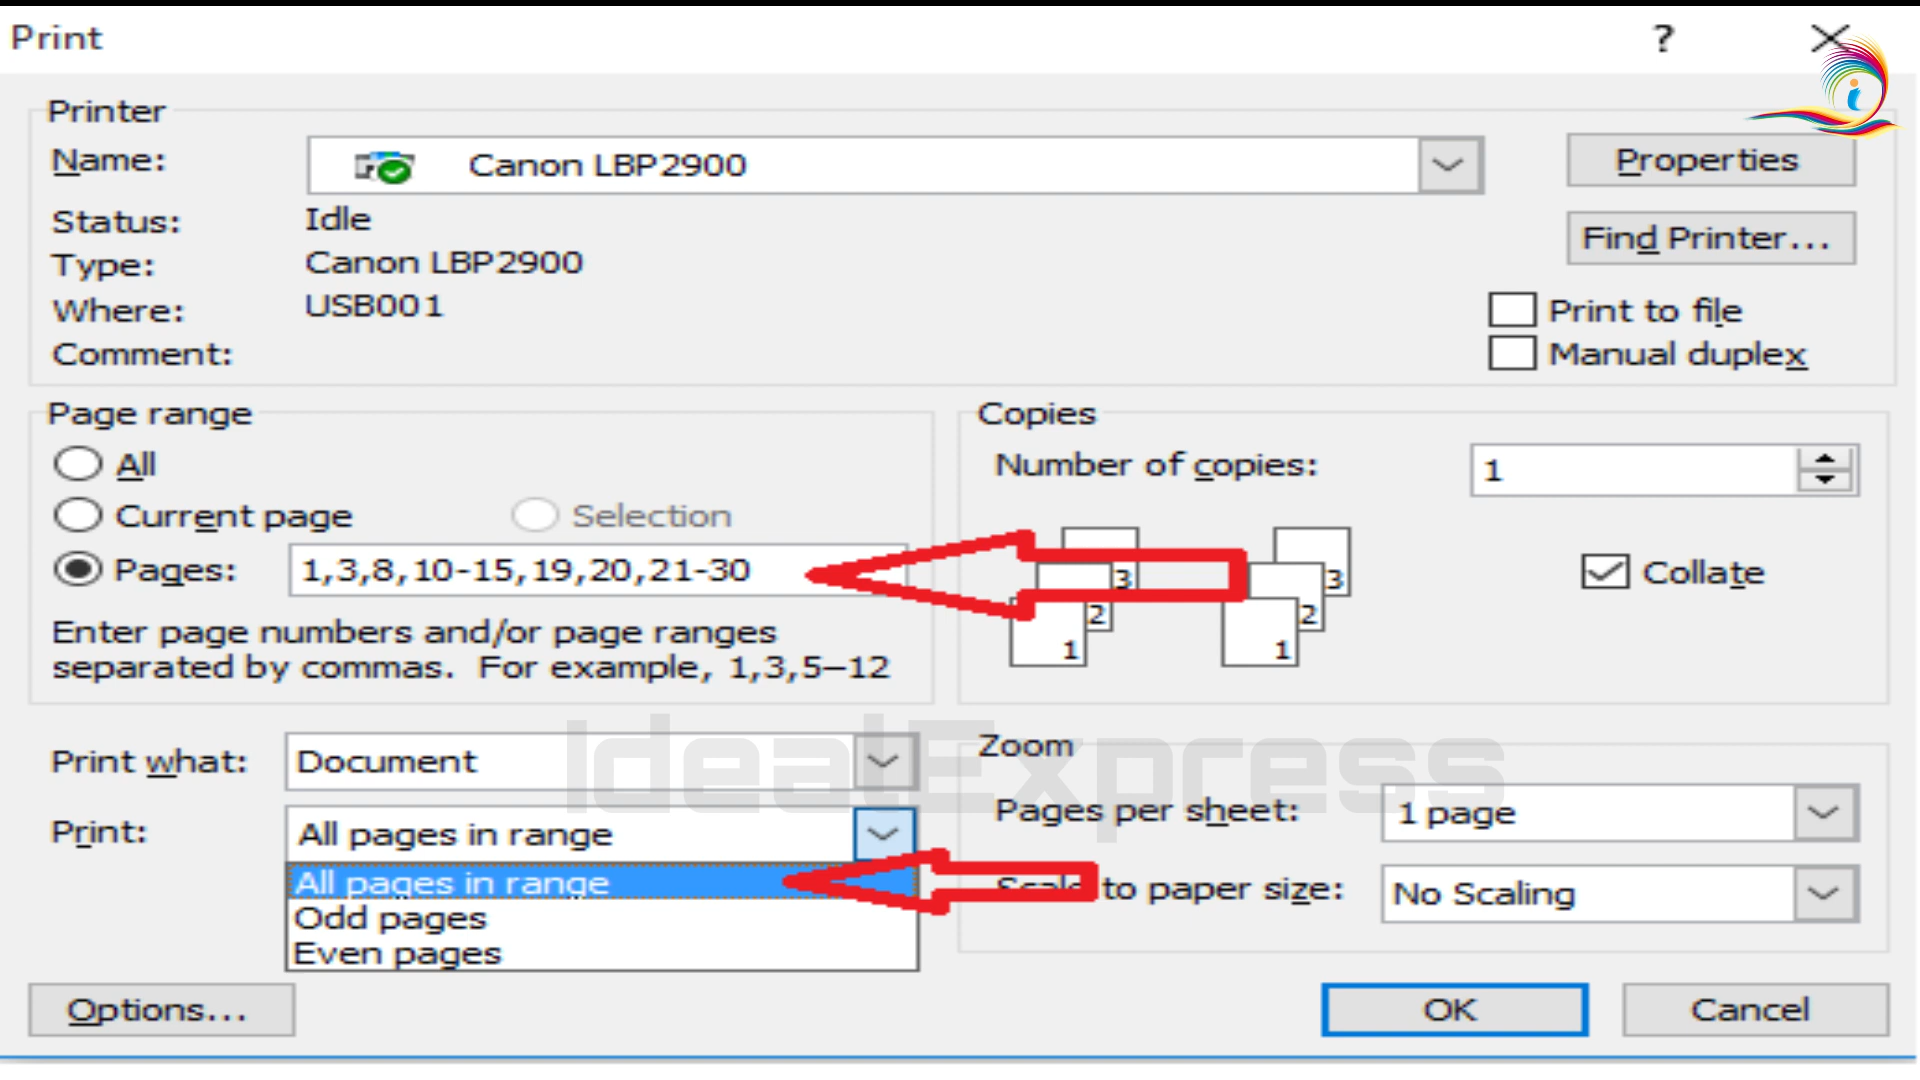 Print
?
Printer
Name:
Canon LBP2900
Properties
Status:
Idle
Find Printer...
Type:
Canon LBP2900
Where:
USB001
Print to file
Comment:
Manual duplex
Page range
All
Current page
Selection
Pages:
1,3,8,10-15,19,20,21-30
Enter page numbers and/or page ranges
separated by commas. For example, 1,3,5–12
Copies
Number of copies:
1
3
2
1
3
2
1
Collate
Print what:
Document
Print:
All pages in range
All pages in range
Odd pages
Even pages
Zoom
Pages per sheet:
1 page
Scale to paper size:
No Scaling
Options...
OK
Cancel